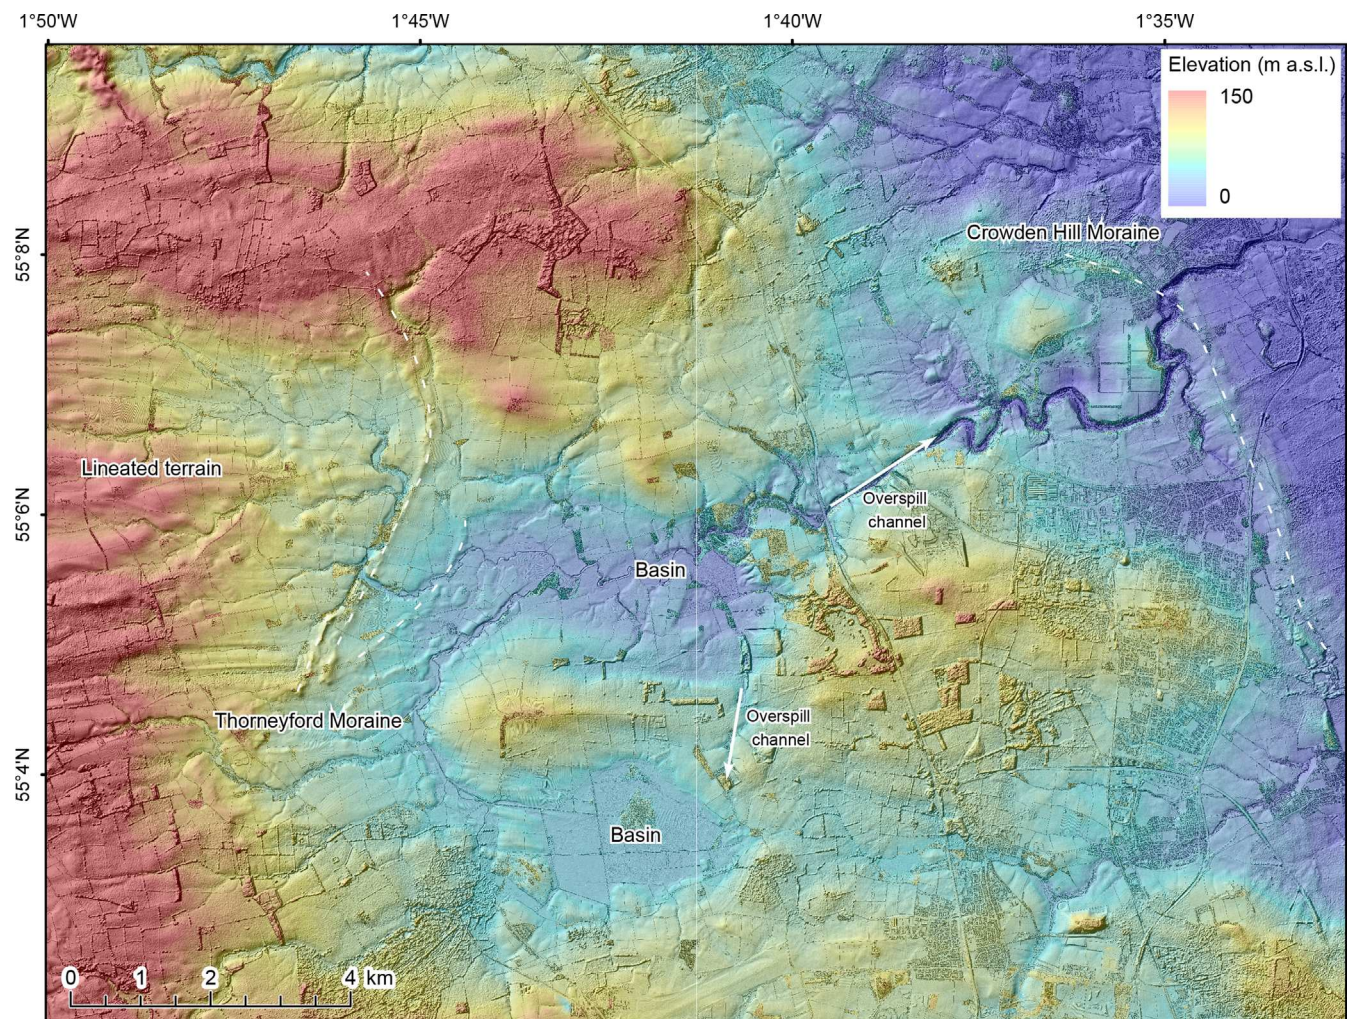 1°50'W 1°45'W 1°40'W 1°35'W
Elevation (m a.s.l.)
150
0
Crowden Hill Moraine
55°8'N
Lineated terrain
Overspill
channel
55°6'N
Basin
Thorneyford Moraine
Overspill
channel
55°4'N
Basin
0 1 2 4 km